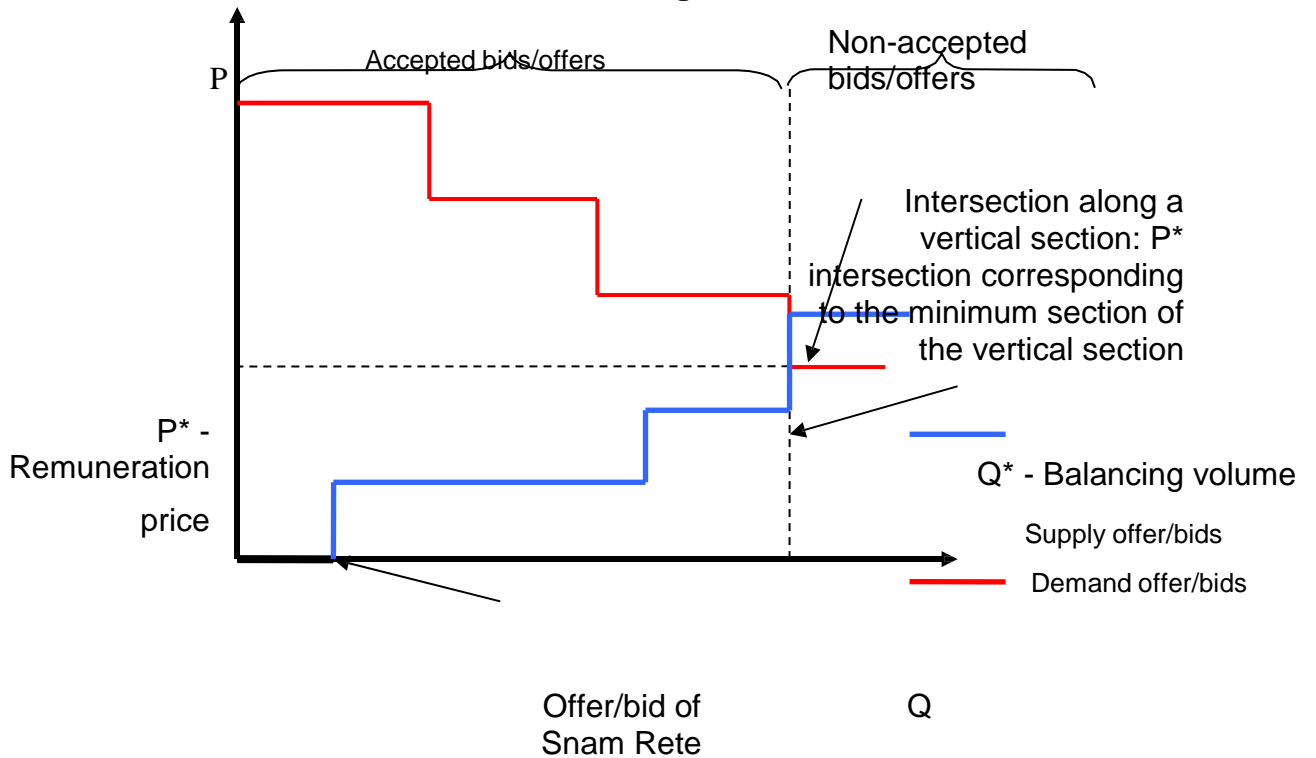 Accepted bids/offers
Non-accepted
bids/offers
P
Intersection along a
vertical section: P*
intersection corresponding
to the minimum section of
the vertical section
P* -
Remuneration
price
Q* - Balancing volume
Supply offer/bids
Demand offer/bids
Offer/bid of
Snam Rete
Q